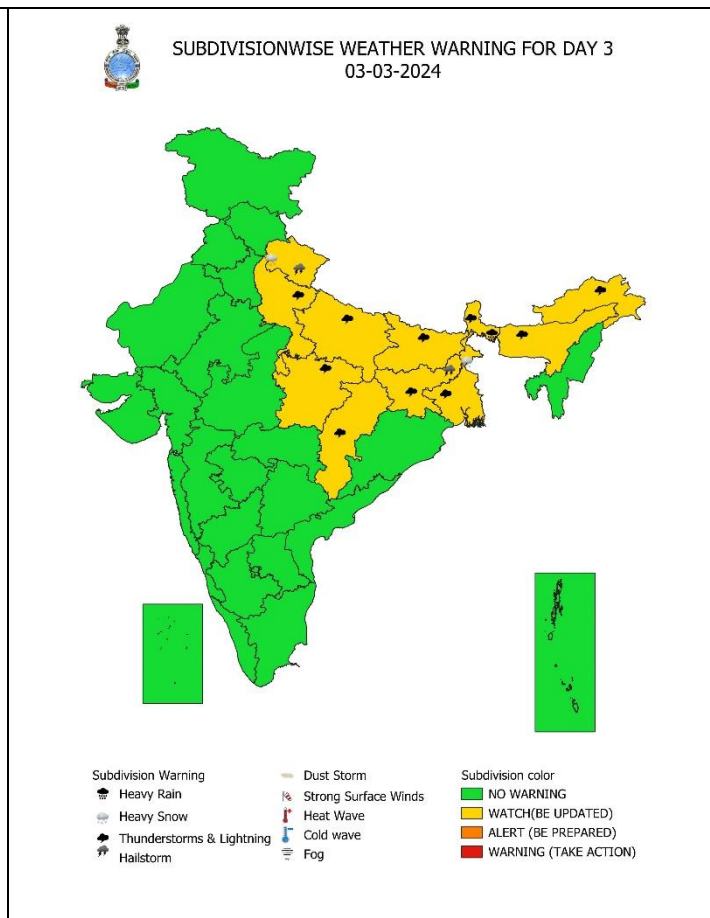 SUBDIVISIONWISE WEATHER WARNING FOR DAY 3
03-03-2024
Subdivision Warning
Heavy Rain
Heavy Snow
Thunderstorms & Lightning
Hailstorm
Dust Storm
Strong Surface Winds
Heat Wave
Cold wave
Fog
Subdivision color
NO WARNING
WATCH(BE UPDATED)
ALERT (BE PREPARED)
WARNING (TAKE ACTION)